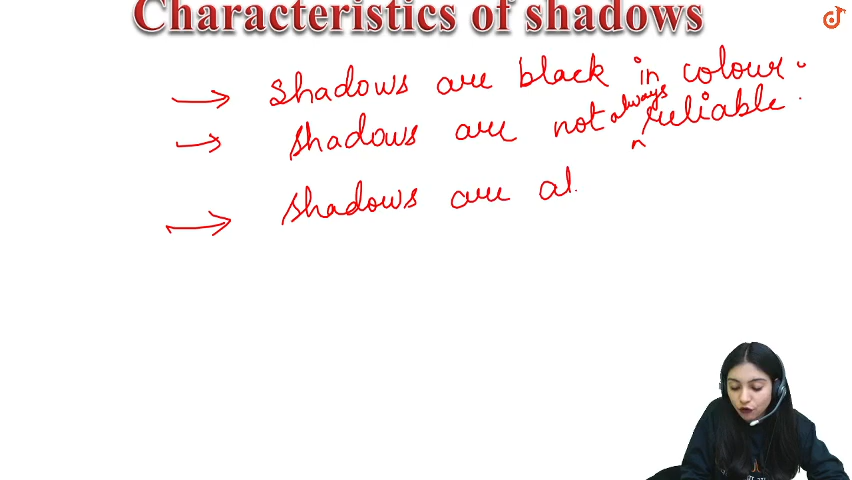 Characteristics of shadows
→ shadows are black in colour.
→ shadows are not always reliable.
→ shadows are al